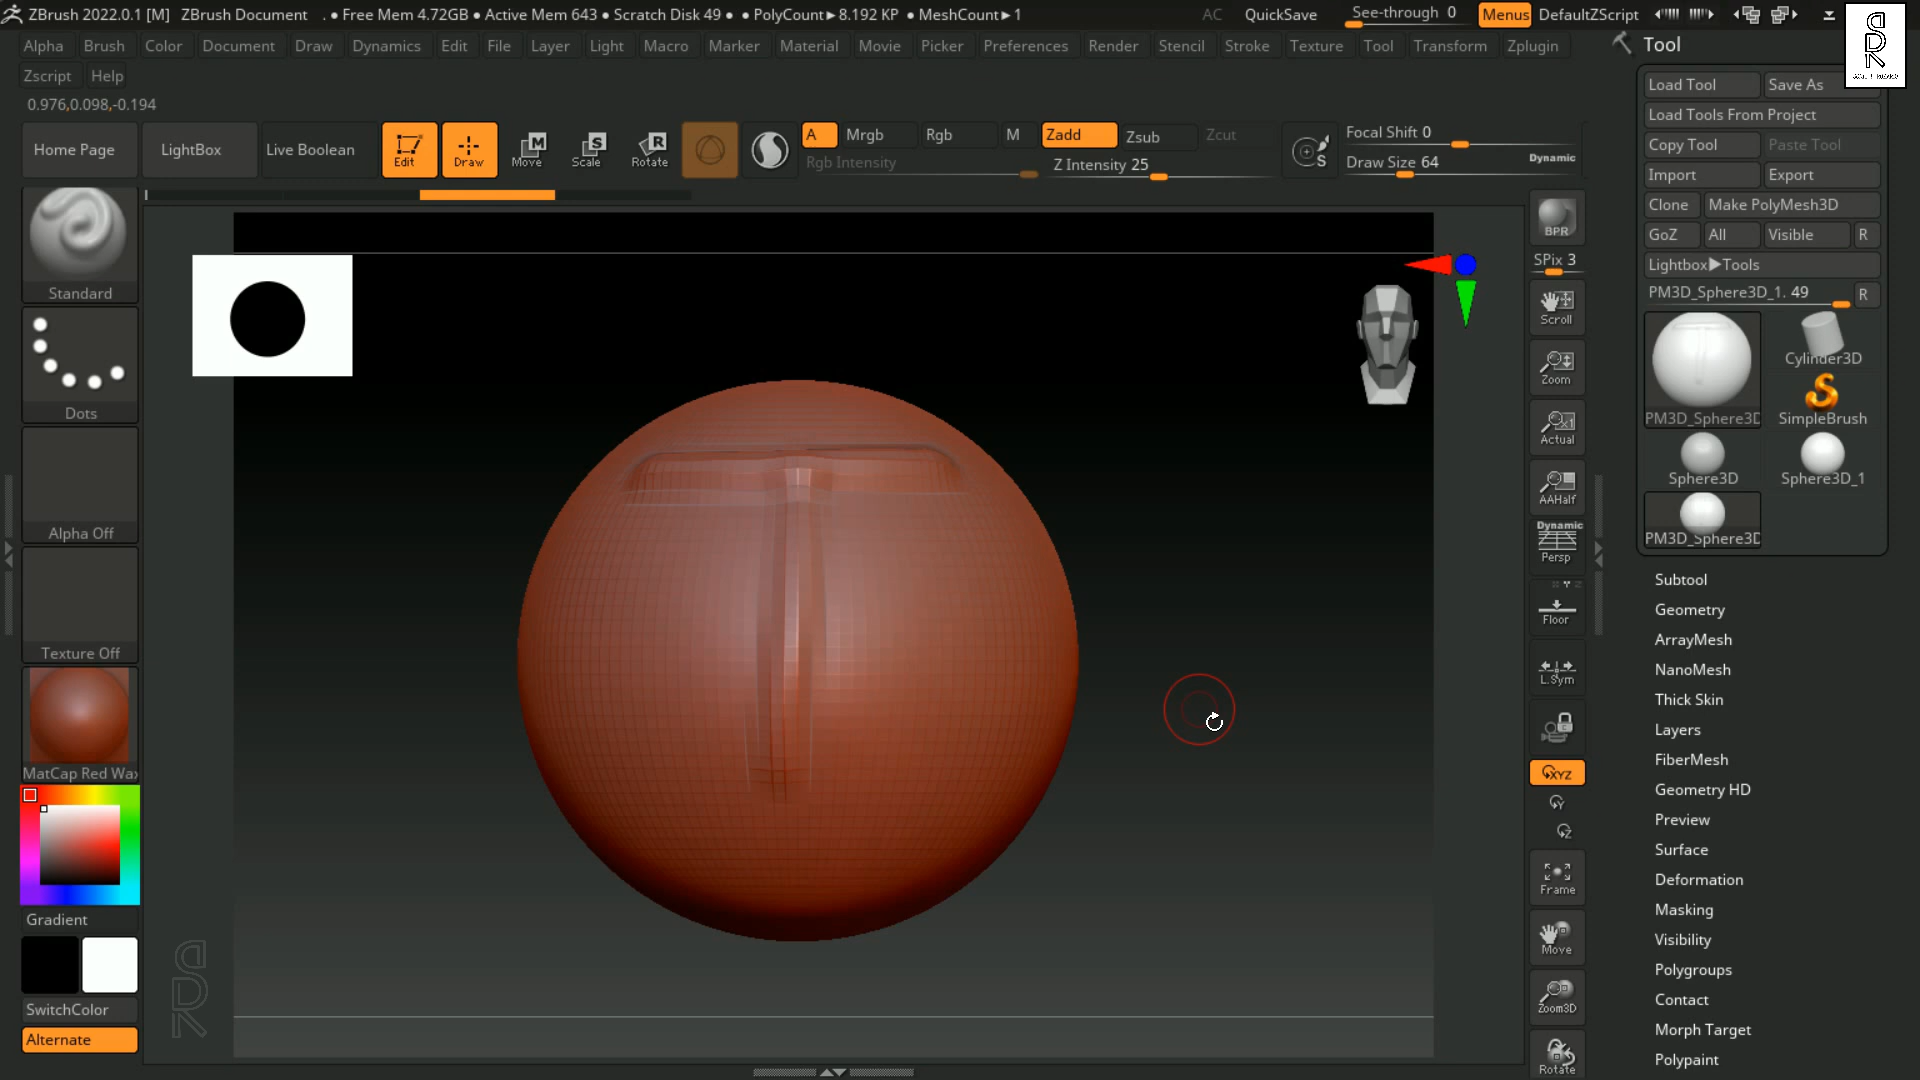 ZBrush 2022.0.1 [M] ZBrush Document . • Free Mem 4.72GB • Active Mem 643 • Scratch Disk 49 • • PolyCount▶8.192 KP • MeshCount▶1 AC QuickSave See-through 0 Menus DefaultZScript
Alpha Brush Color Document Draw Dynamics Edit File Layer Light Macro Marker Material Movie Picker Preferences Render Stencil Stroke Texture Tool Transform Zplugin
Zscript Help
0.976,0.098,-0.194
Home Page LightBox Live Boolean Edit Draw Move Scale Rotate
A Mrgb Rgb M Zadd Zsub Zcut
Rgb Intensity Z Intensity 25
Focal Shift 0
Draw Size 64 Dynamic
Standard
Dots
Alpha Off
Texture Off
MatCap Red Wax
Gradient
SwitchColor
Alternate
SDR
BPR
SPix 3
Scroll
Zoom
Actual
AAHalf
Dynamic
Persp
Floor
L.Sym
XYZ
Y
Z
Frame
Move
Zoom3D
Rotate
Tool
SDR
Load Tool Save As
Load Tools From Project
Copy Tool Paste Tool
Import Export
Clone Make PolyMesh3D
GoZ All Visible R
Lightbox▶Tools
PM3D_Sphere3D_1. 49 R
PM3D_Sphere3D Cylinder3D
SimpleBrush
Sphere3D Sphere3D_1
PM3D_Sphere3D
Subtool
Geometry
ArrayMesh
NanoMesh
Thick Skin
Layers
FiberMesh
Geometry HD
Preview
Surface
Deformation
Masking
Visibility
Polygroups
Contact
Morph Target
Polypaint